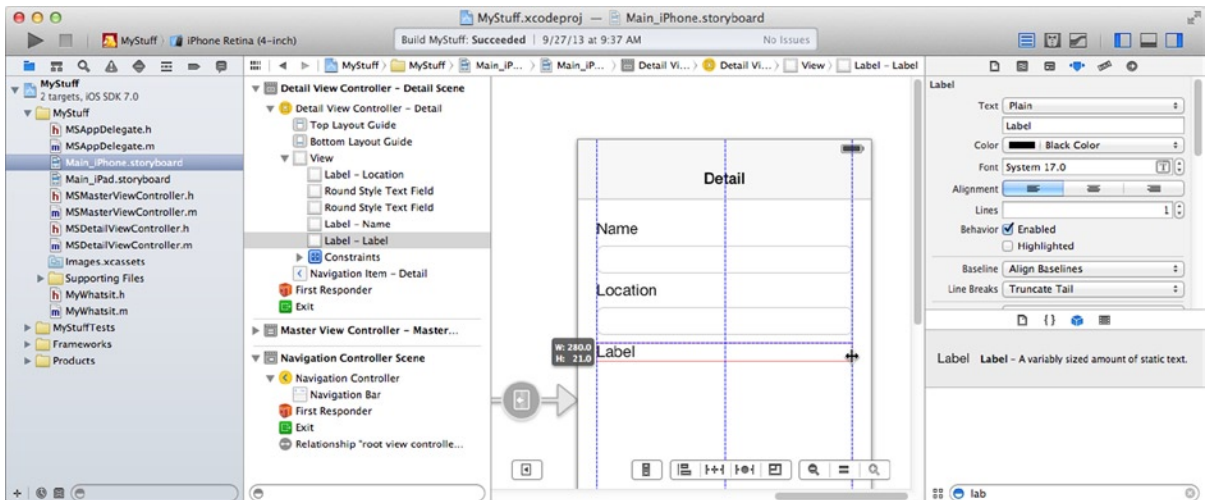 MyStuff.xcodeproj — Main_iPhone.storyboard
MyStuff
iPhone Retina (4-inch)
Build MyStuff: Succeeded | 9/27/13 at 9:37 AM
No Issues
MyStuff
2 targets, iOS SDK 7.0
MyStuff
h MSAppDelegate.h
m MSAppDelegate.m
Main_iPhone.storyboard
Main_iPad.storyboard
h MSMasterViewController.h
m MSMasterViewController.m
h MSDetailViewController.h
m MSDetailViewController.m
Images.xcassets
Supporting Files
h MyWhatsit.h
m MyWhatsit.m
MyStuffTests
Frameworks
Products
MyStuff
MyStuff
Main_iP...
Main_iP...
Detail Vi...
Detail Vi...
View
Label – Label
Detail View Controller – Detail Scene
Detail View Controller – Detail
Top Layout Guide
Bottom Layout Guide
View
Label – Location
Round Style Text Field
Round Style Text Field
Label – Name
Label – Label
Constraints
Navigation Item – Detail
First Responder
Exit
Master View Controller – Master...
Navigation Controller Scene
Navigation Controller
Navigation Bar
First Responder
Exit
Relationship "root view controlle...
Detail
Name
Location
W: 280.0
H: 21.0
Label
Label
Text Plain
Label
Color Black Color
Font System 17.0
Alignment
Lines 1
Behavior Enabled
Highlighted
Baseline Align Baselines
Line Breaks Truncate Tail
Label Label – A variably sized amount of static text.
lab